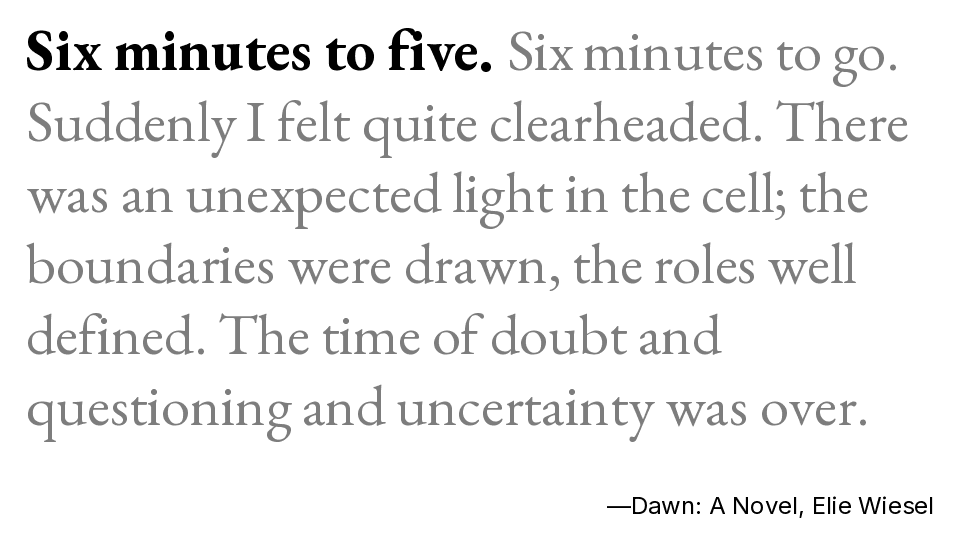 Six minutes to five. Six minutes to go.
Suddenly I felt quite clearheaded. There
was an unexpected light in the cell; the
boundaries were drawn, the roles well
defined. The time of doubt and
questioning and uncertainty was over.
—Dawn: A Novel, Elie Wiesel